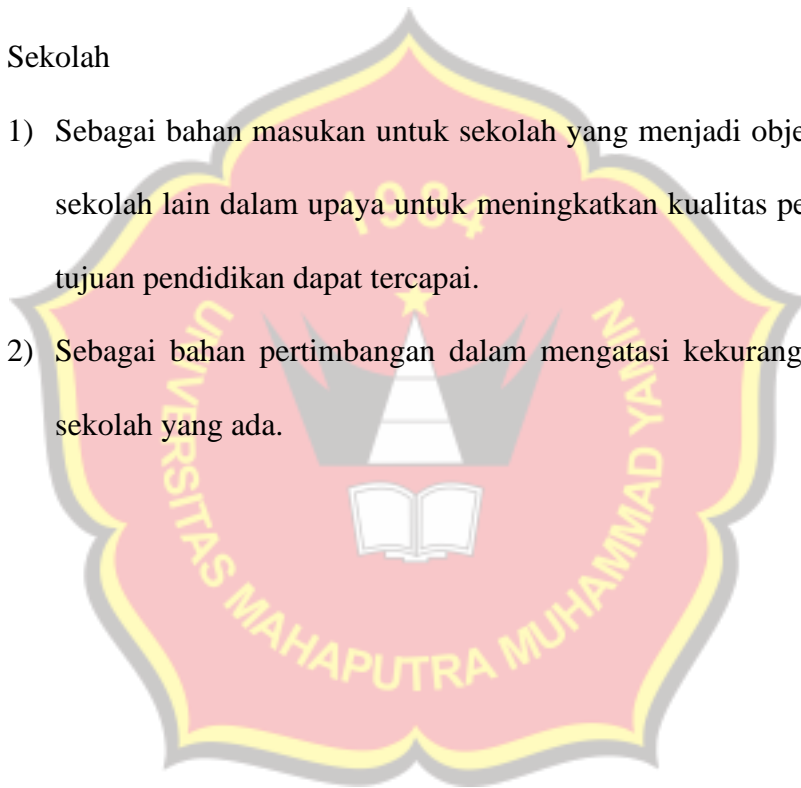 Sekolah
1) Sebagai bahan masukan untuk sekolah yang menjadi obje
sekolah lain dalam upaya untuk meningkatkan kualitas pe
tujuan pendidikan dapat tercapai.
2) Sebagai bahan pertimbangan dalam mengatasi kekurang
sekolah yang ada.
1984
UNIVERSITAS MAHAPUTRA MUHAMMAD YAMIN